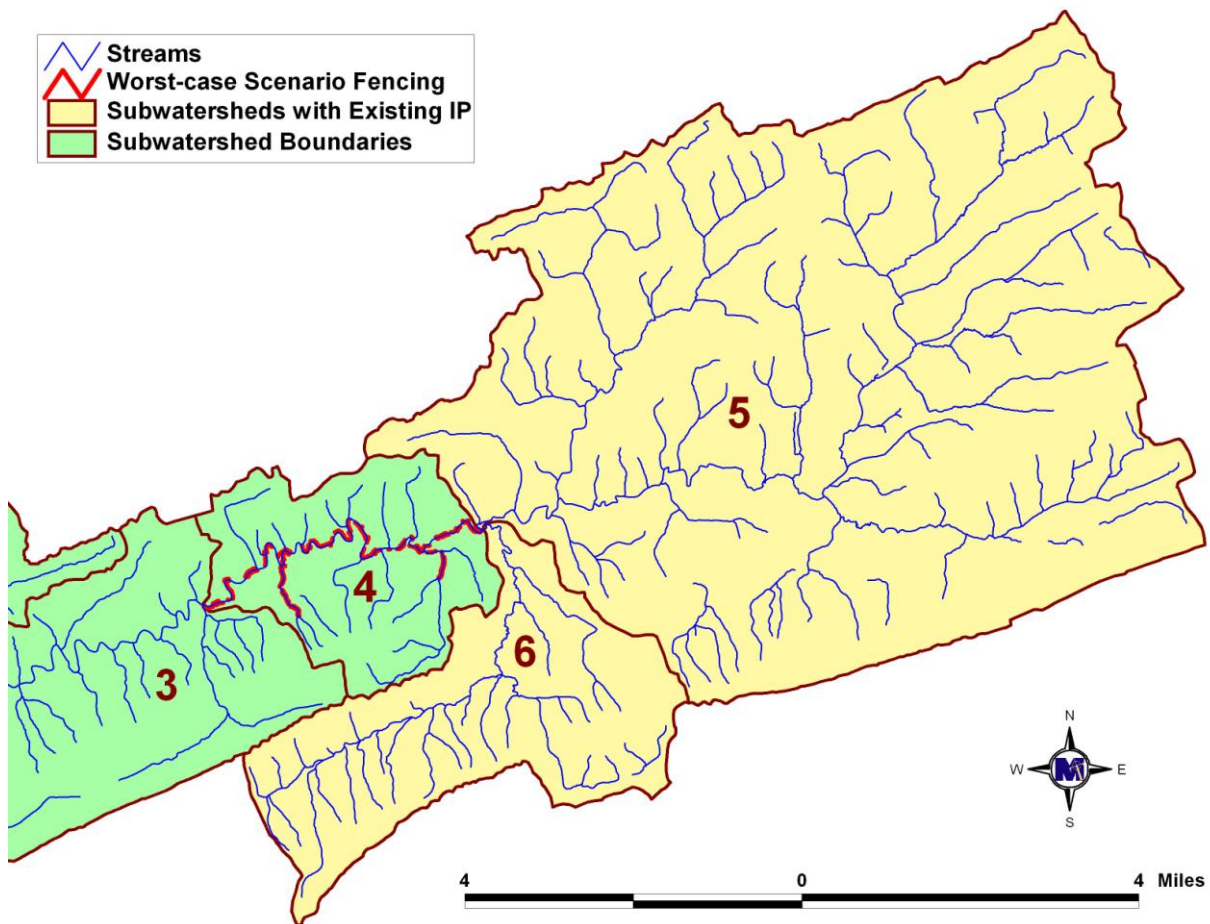 Streams
Worst-case Scenario Fencing
Subwatersheds with Existing IP
Subwatershed Boundaries
5
4
6
3
N
W M E
S
4 0 4 Miles